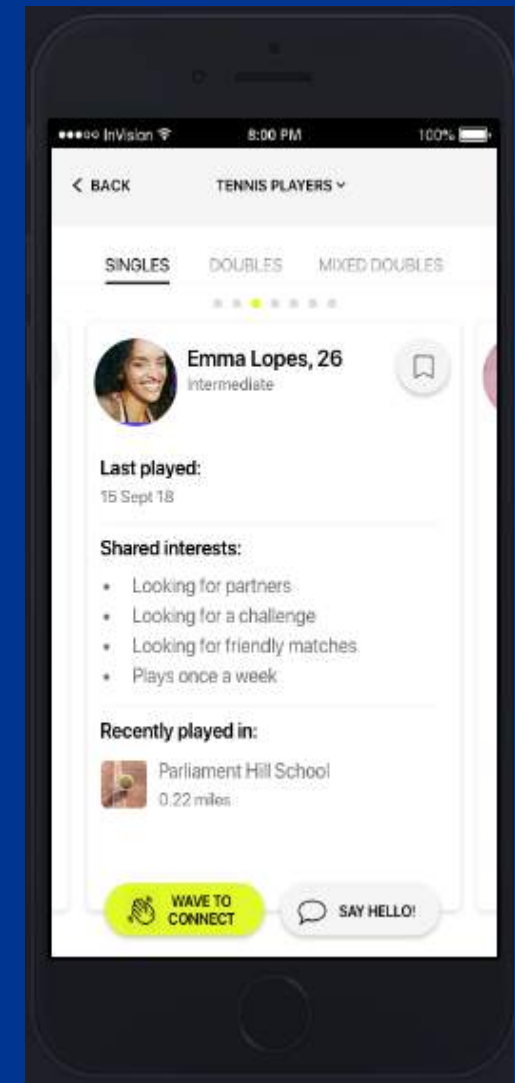 InVision 8:00 PM 100%
BACK TENNIS PLAYERS
SINGLES DOUBLES MIXED DOUBLES
Emma Lopes, 26
Intermediate
Last played:
15 Sept 18
Shared interests:
• Looking for partners
• Looking for a challenge
• Looking for friendly matches
• Plays once a week
Recently played in:
Parliament Hill School
0.22 miles
WAVE TO
CONNECT
SAY HELLO!